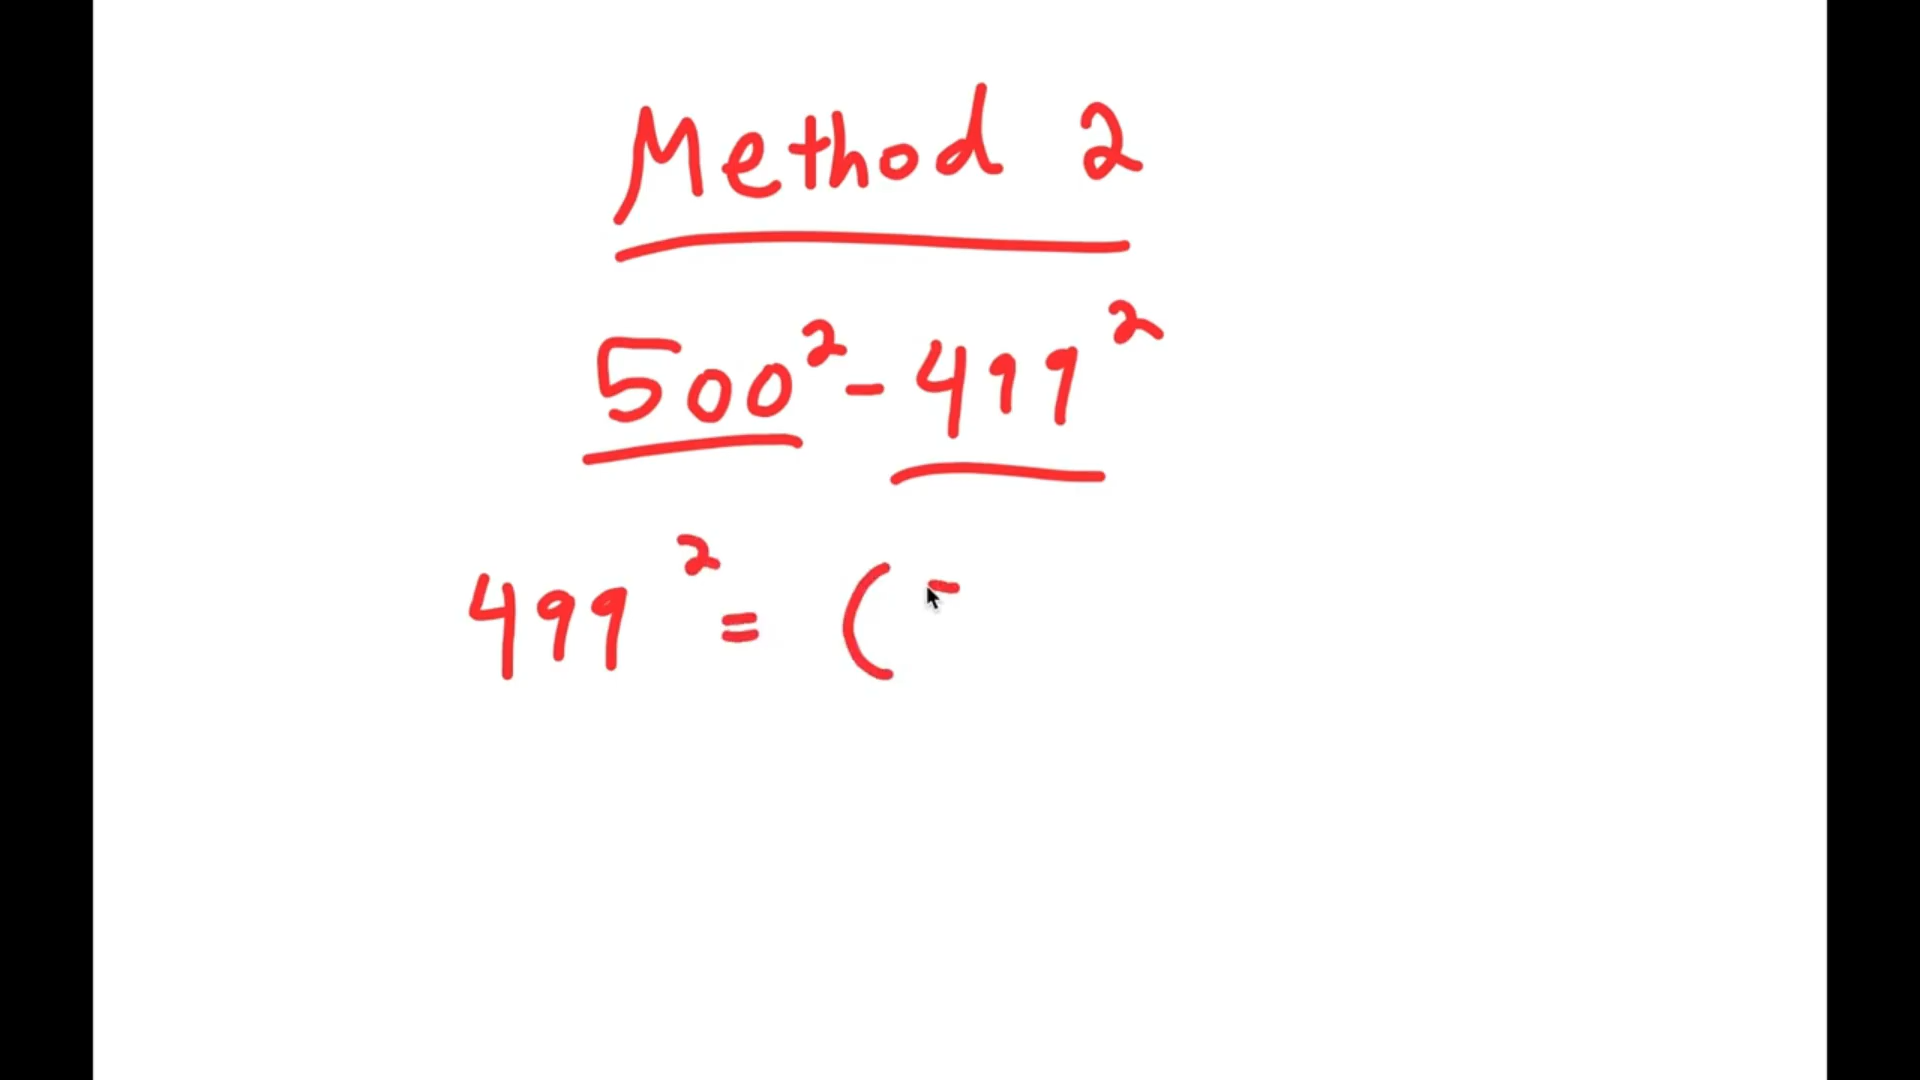 Method 2
500² - 499²
499² = (